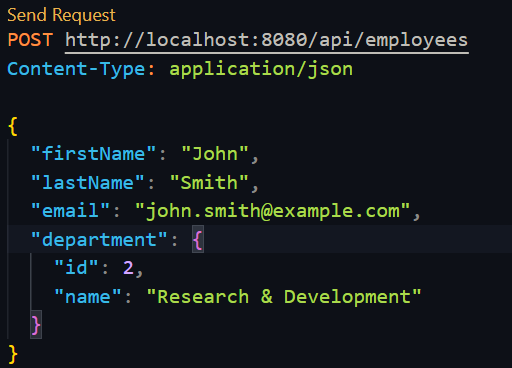 Send Request
POST http://localhost:8080/api/employees
Content-Type: application/json
{
"firstName": "John",
"lastName": "Smith",
"email": "john.smith@example.com",
"department": {
"id": 2,
"name": "Research & Development"
}
}